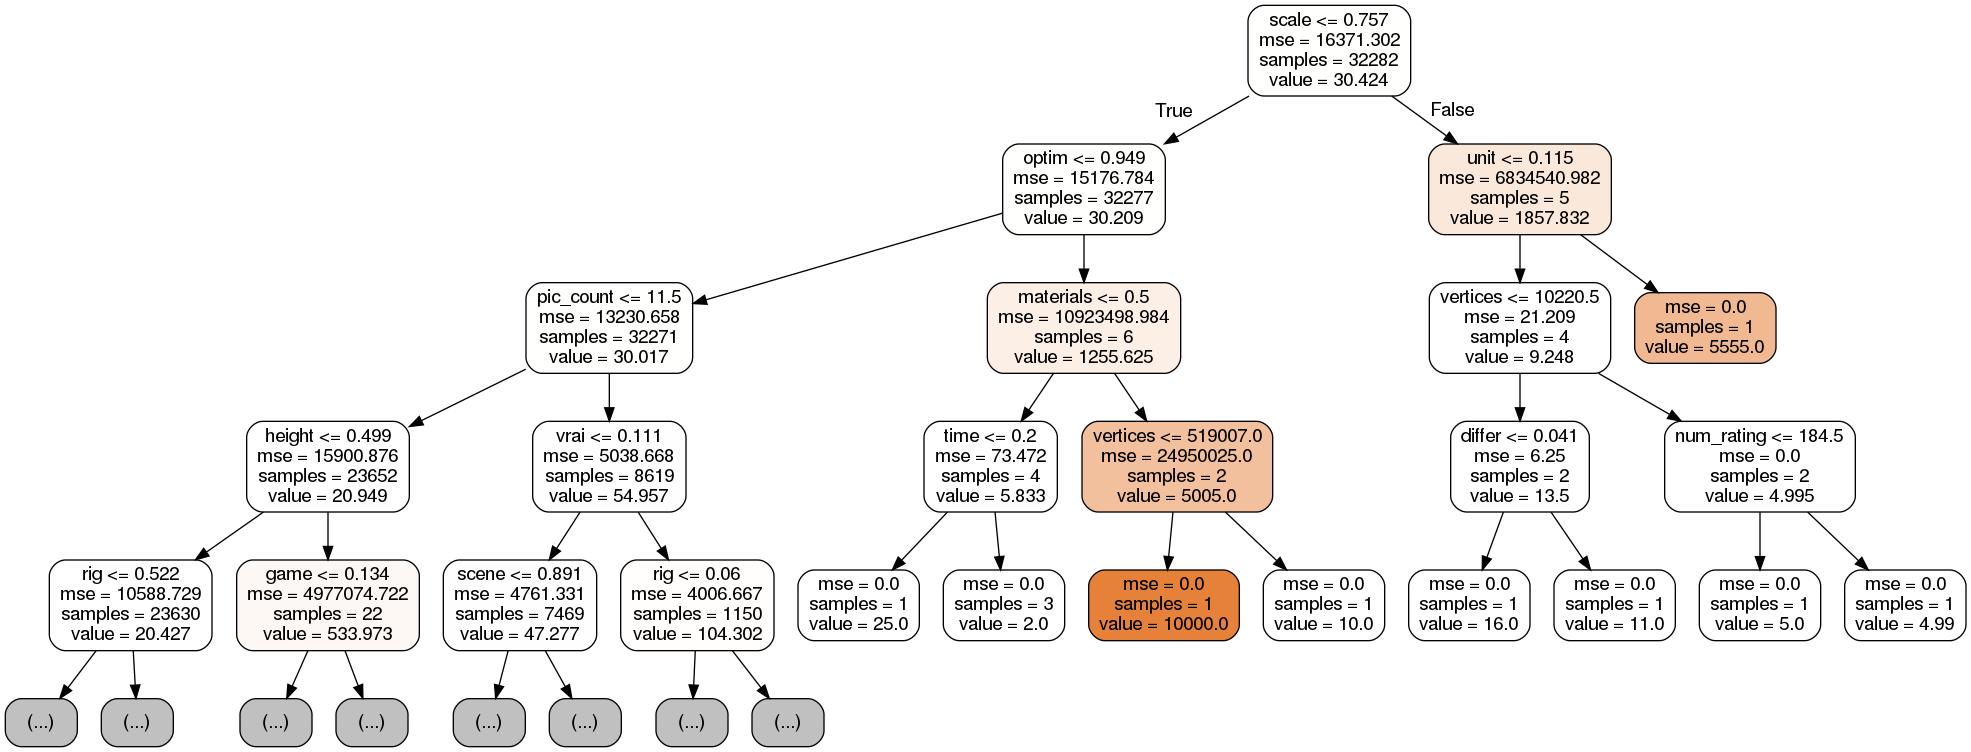 scale <= 0.757
mse = 16371.302
samples = 32282
value = 30.424
True
False
optim <= 0.949
mse = 15176.784
samples = 32277
value = 30.209
unit <= 0.115
mse = 6834540.982
samples = 5
value = 1857.832
pic_count <= 11.5
mse = 13230.658
samples = 32271
value = 30.017
materials <= 0.5
mse = 10923498.984
samples = 6
value = 1255.625
vertices <= 10220.5
mse = 21.209
samples = 4
value = 9.248
mse = 0.0
samples = 1
value = 5555.0
height <= 0.499
mse = 15900.876
samples = 23652
value = 20.949
vrai <= 0.111
mse = 5038.668
samples = 8619
value = 54.957
time <= 0.2
mse = 73.472
samples = 4
value = 5.833
vertices <= 519007.0
mse = 24950025.0
samples = 2
value = 5005.0
differ <= 0.041
mse = 6.25
samples = 2
value = 13.5
num_rating <= 184.5
mse = 0.0
samples = 2
value = 4.995
rig <= 0.522
mse = 10588.729
samples = 23630
value = 20.427
game <= 0.134
mse = 4977074.722
samples = 22
value = 533.973
scene <= 0.891
mse = 4761.331
samples = 7469
value = 47.277
rig <= 0.06
mse = 4006.667
samples = 1150
value = 104.302
mse = 0.0
samples = 1
value = 25.0
mse = 0.0
samples = 3
value = 2.0
mse = 0.0
samples = 1
value = 10000.0
mse = 0.0
samples = 1
value = 10.0
mse = 0.0
samples = 1
value = 16.0
mse = 0.0
samples = 1
value = 11.0
mse = 0.0
samples = 1
value = 5.0
mse = 0.0
samples = 1
value = 4.99
(...)
(...)
(...)
(...)
(...)
(...)
(...)
(...)